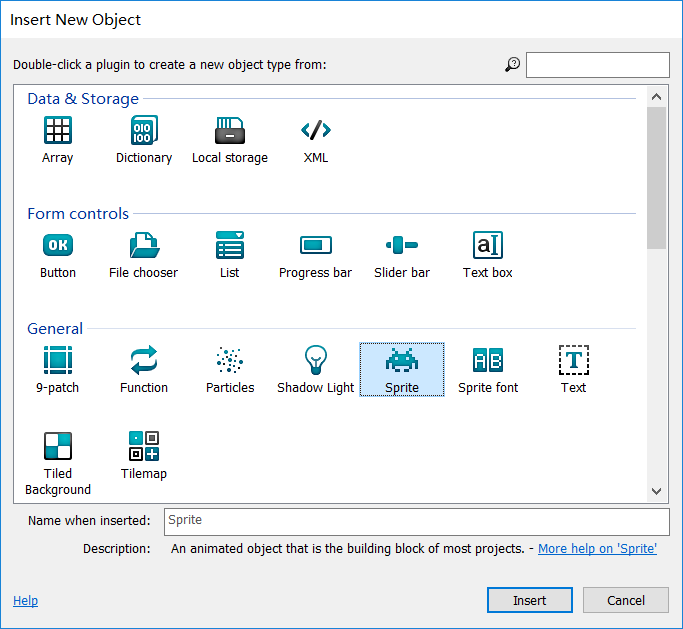 Insert New Object
Double-click a plugin to create a new object type from:
Data & Storage
Array Dictionary Local storage XML
Form controls
OK
Button File chooser List Progress bar Slider bar Text box
General
9-patch Function Particles Shadow Light Sprite Sprite font Text
Tiled Background Tilemap
Name when inserted: Sprite
Description: An animated object that is the building block of most projects. - More help on 'Sprite'
Help Insert Cancel